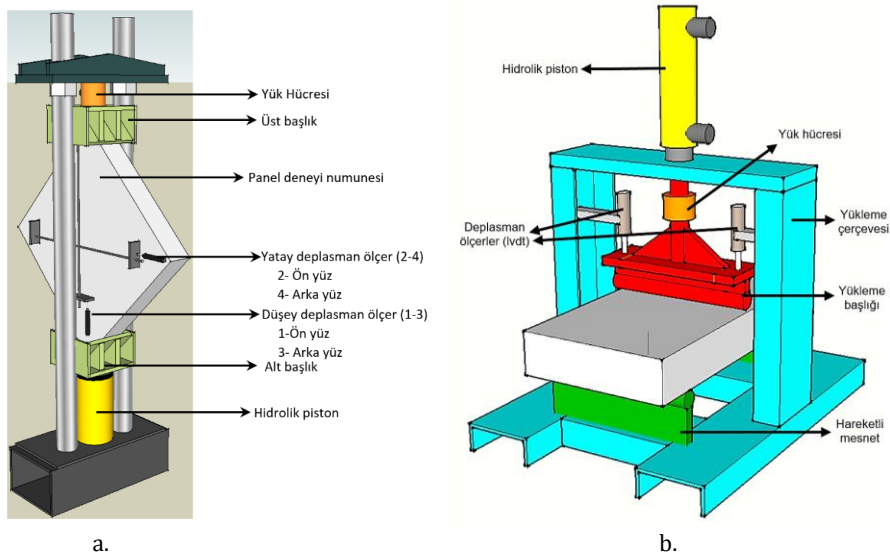 Yük Hücresi
Üst başlık
Panel deneyi numunesi
Yatay deplasman ölçer (2-4)
2- Ön yüz
4- Arka yüz
Düşey deplasman ölçer (1-3)
1-Ön yüz
3- Arka yüz
Alt başlık
Hidrolik piston
a.
Hidrolik piston
Yük hücresi
Deplasman
ölçerler (lvdt)
Yükleme
çerçevesi
Yükleme
başlığı
Hareketli
mesnet
b.